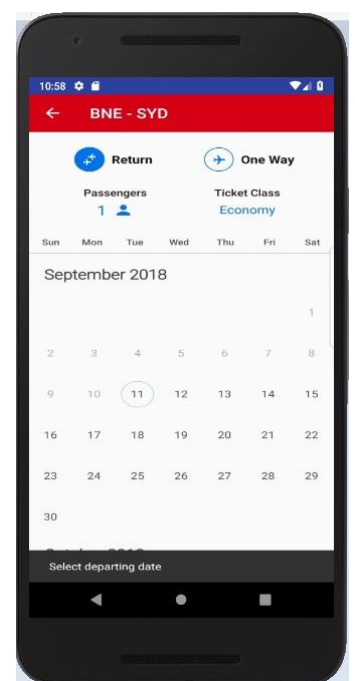 10:58
BNE - SYD
Return One Way
Passengers Ticket Class
1 Economy
Sun Mon Tue Wed Thu Fri Sat
September 2018
1
2 3 4 5 6 7 8
9 10 11 12 13 14 15
16 17 18 19 20 21 22
23 24 25 26 27 28 29
30
Select departing date